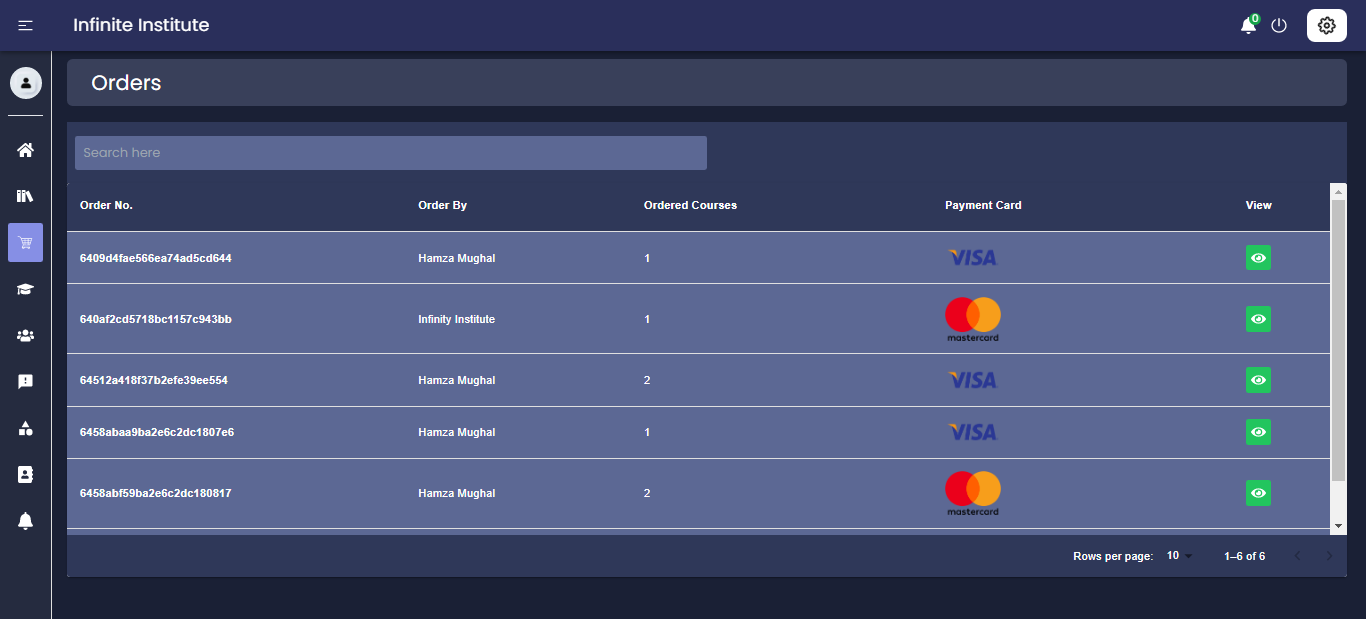 Infinite Institute
0
Orders
Search here
Order No. Order By Ordered Courses Payment Card View
6409d4fae566ea74ad5cd644 Hamza Mughal 1 VISA
640af2cd5718bc1157c943bb Infinity Institute 1 mastercard
64512a418f37b2efe39ee554 Hamza Mughal 2 VISA
6458abaa9ba2e6c2dc1807e6 Hamza Mughal 1 VISA
6458abf59ba2e6c2dc180817 Hamza Mughal 2 mastercard
Rows per page: 10 1–6 of 6